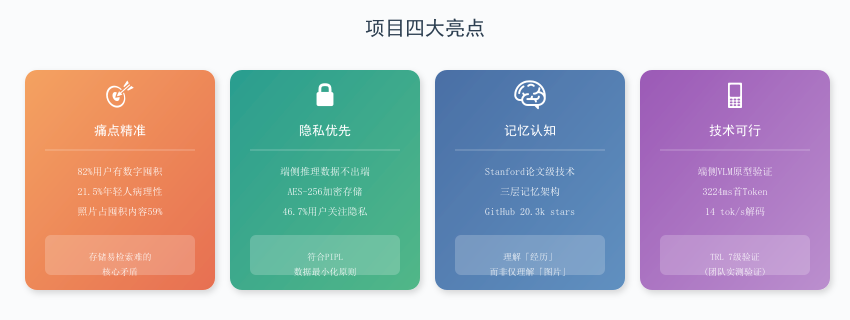 项目四大亮点
痛点精准
82%用户有数字囤积
21.5%年轻人病理性
照片占囤积内容59%
存储易检索难的
核心矛盾
隐私优先
端侧推理数据不出端
AES-256加密存储
46.7%用户关注隐私
符合PIPL
数据最小化原则
记忆认知
Stanford论文级技术
三层记忆架构
GitHub 20.3k stars
理解「经历」
而非仅理解「图片」
技术可行
端侧VLM原型验证
3224ms首Token
14 tok/s解码
TRL 7级验证
(团队实测验证)